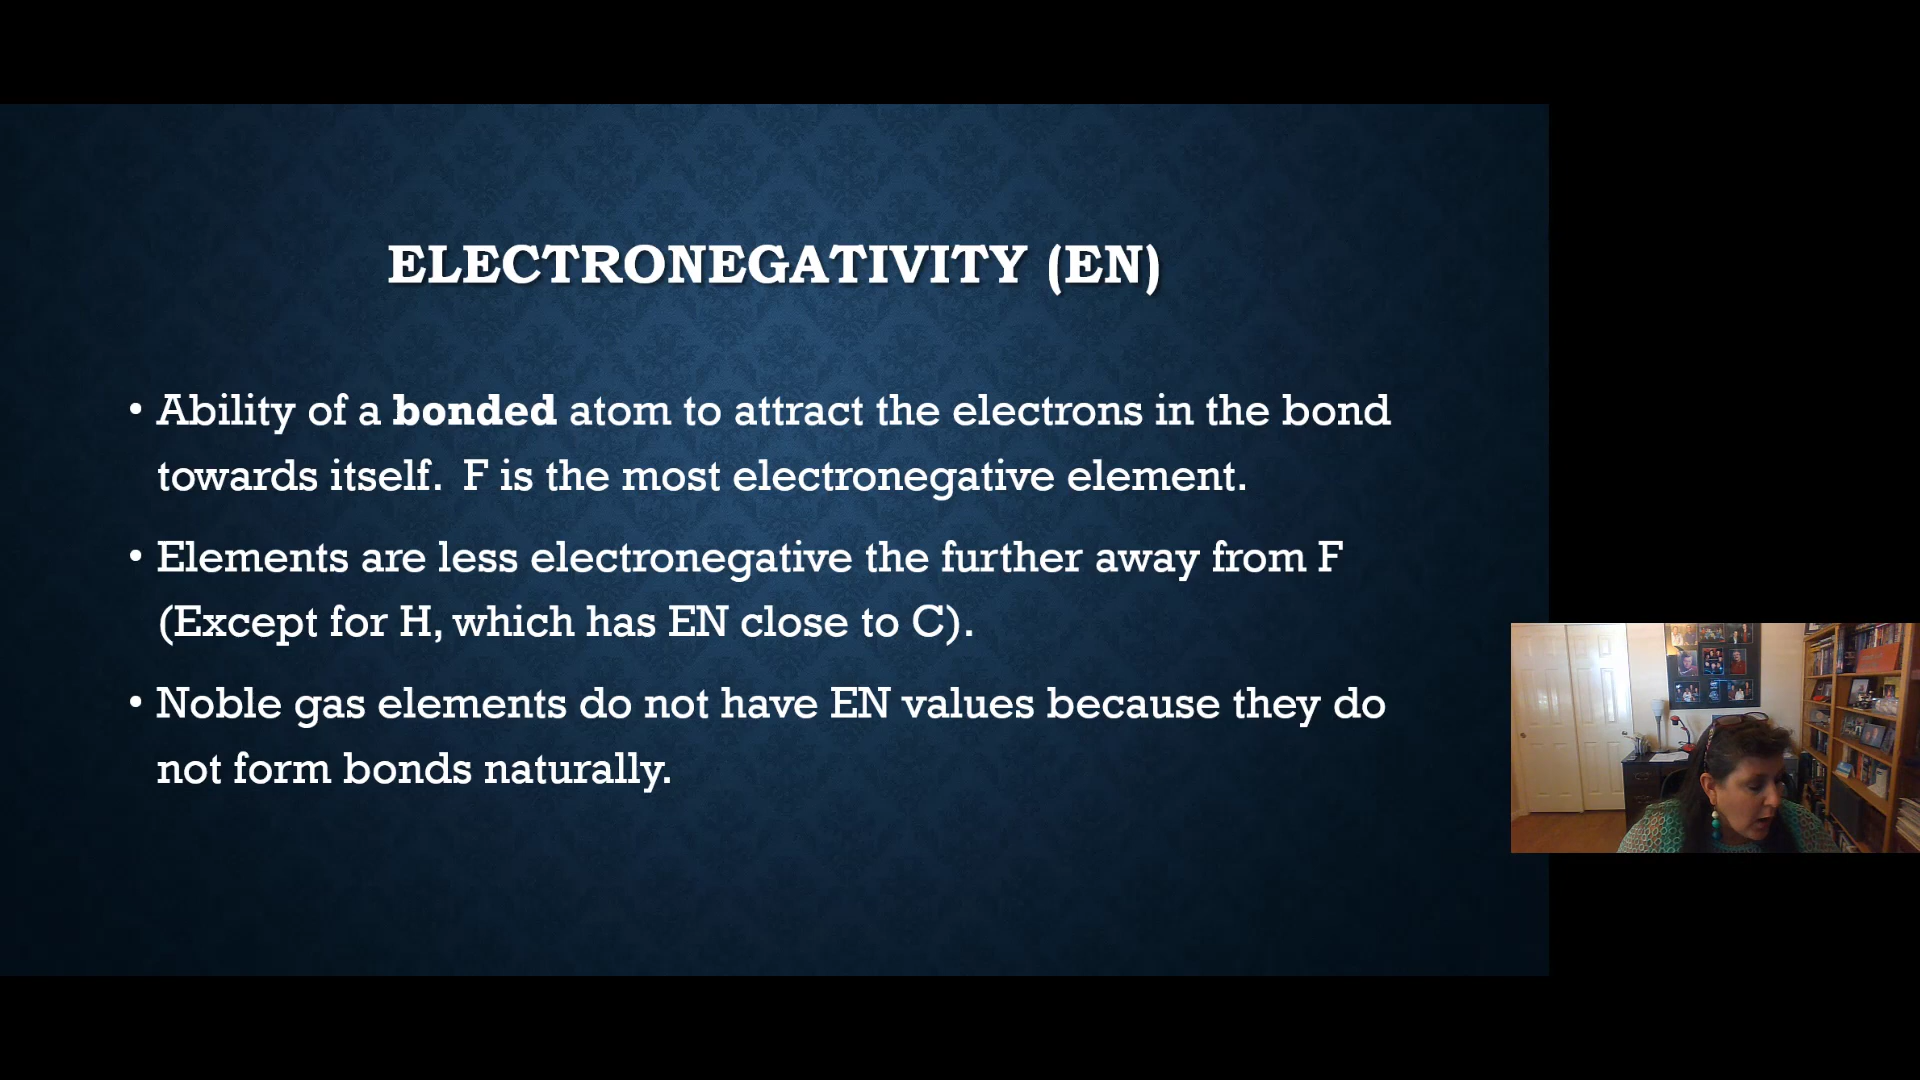 ELECTRONEGATIVITY (EN)
• Ability of a bonded atom to attract the electrons in the bond
towards itself.  F is the most electronegative element.
• Elements are less electronegative the further away from F
(Except for H, which has EN close to C).
• Noble gas elements do not have EN values because they do
not form bonds naturally.